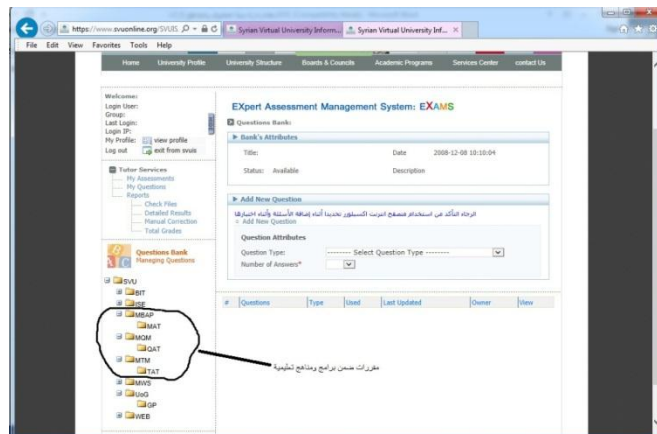 https://www.svuonline.org/SVUIS
Syrian Virtual University Inform...
Syrian Virtual University Inf...
File Edit View Favorites Tools Help
Home University Profile University Structure Boards & Councils Academic Programs Services Center contact Us
Welcome:
Login User:
Group:
Last Login:
Login IP:
My Profile: view profile
Log out exit from svuis
Tutor Services
My Assessments
My Questions
Reports
Check Files
Detailed Results
Manual Correction
Total Grades
Questions Bank
Managing Questions
SVU
BIT
ISE
MBAP
MAT
MQM
QAT
MTM
TAT
MWS
UoG
GP
WEB
EXpert Assessment Management System: EXAMS
Questions Bank:
Bank's Attributes
Title: Date 2008-12-08 10:10:04
Status: Available Description
Add New Question
الرجاء التأكد من استخدام متصفح انترنت اكسبلورر تحديدا أثناء إضافة الأسئلة وأثناء اختيارها
Add New Question
Question Attributes
Question Type: -------- Select Question Type --------
Number of Answers*
# Questions Type Used Last Updated Owner View
مقررات ضمن برامج ومناهج تعليمية